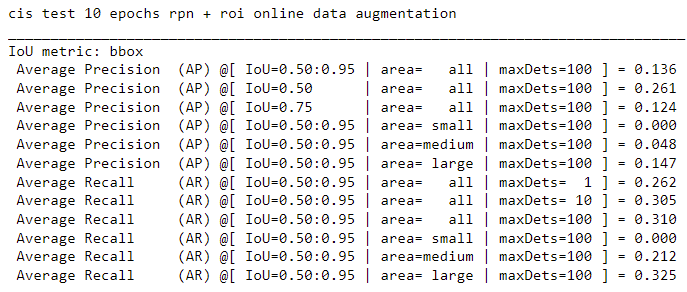 cis test 10 epochs rpn + roi online data augmentation
IoU metric: bbox
Average Precision  (AP) @[ IoU=0.50:0.95 | area=   all | maxDets=100 ] = 0.136
Average Precision  (AP) @[ IoU=0.50      | area=   all | maxDets=100 ] = 0.261
Average Precision  (AP) @[ IoU=0.75      | area=   all | maxDets=100 ] = 0.124
Average Precision  (AP) @[ IoU=0.50:0.95 | area= small | maxDets=100 ] = 0.000
Average Precision  (AP) @[ IoU=0.50:0.95 | area=medium | maxDets=100 ] = 0.048
Average Precision  (AP) @[ IoU=0.50:0.95 | area= large | maxDets=100 ] = 0.147
Average Recall     (AR) @[ IoU=0.50:0.95 | area=   all | maxDets=  1 ] = 0.262
Average Recall     (AR) @[ IoU=0.50:0.95 | area=   all | maxDets= 10 ] = 0.305
Average Recall     (AR) @[ IoU=0.50:0.95 | area=   all | maxDets=100 ] = 0.310
Average Recall     (AR) @[ IoU=0.50:0.95 | area= small | maxDets=100 ] = 0.000
Average Recall     (AR) @[ IoU=0.50:0.95 | area=medium | maxDets=100 ] = 0.212
Average Recall     (AR) @[ IoU=0.50:0.95 | area= large | maxDets=100 ] = 0.325